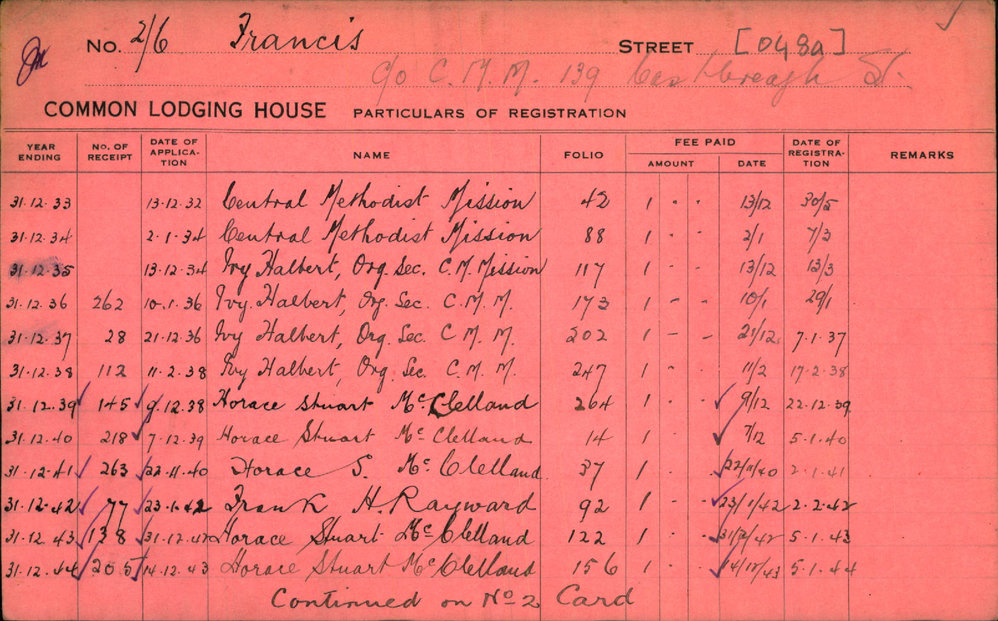 No. 2/6 Francis STREET [048a]
c/o C. M. M. 139 Castlereagh St.
COMMON LODGING HOUSE PARTICULARS OF REGISTRATION
YEAR ENDING No. OF RECEIPT DATE OF APPLICA-TION NAME FOLIO FEE PAID AMOUNT DATE DATE OF REGISTRA-TION REMARKS
31.12.33 13.12.32 Central Methodist Mission 42 1 - - 13/12 30/5
31.12.34 2.1.34 Central Methodist Mission 88 1 - - 2/1 7/3
31.12.35 13.12.34 Ivy Halbert, Org. Sec. C. M. Mission 117 1 - - 13/12 13/3
31.12.36 262 10.1.36 Ivy Halbert, Org. Sec. C. M. M. 173 1 - - 10/1 29/1
31.12.37 28 21.12.36 Ivy Halbert, Org. Sec. C. M. M. 202 1 - - 21/12 7.1.37
31.12.38 112 11.2.38 Ivy Halbert, Org. Sec. C. M. M. 247 1 - - 11/2 17.2.38
31.12.39 145 9.12.38 Horace Stuart McClelland 264 1 - - 9/12 22.12.39
31.12.40 218 7.12.39 Horace Stuart McClelland 14 1 - - 7/12 5.1.40
31.12.41 263 22.11.40 Horace S. McClelland 37 1 - - 22/11/40 2.1.41
31.12.42 77 23.1.42 Frank H. Rayward 92 1 - - 23/1/42 2.2.42
31.12.43 138 31.12.42 Horace Stuart McClelland 122 1 - - 31/12/42 5.1.43
31.12.44 205 14.12.43 Horace Stuart McClelland 156 1 - - 14/12/43 5.1.44
Continued on No 2 Card